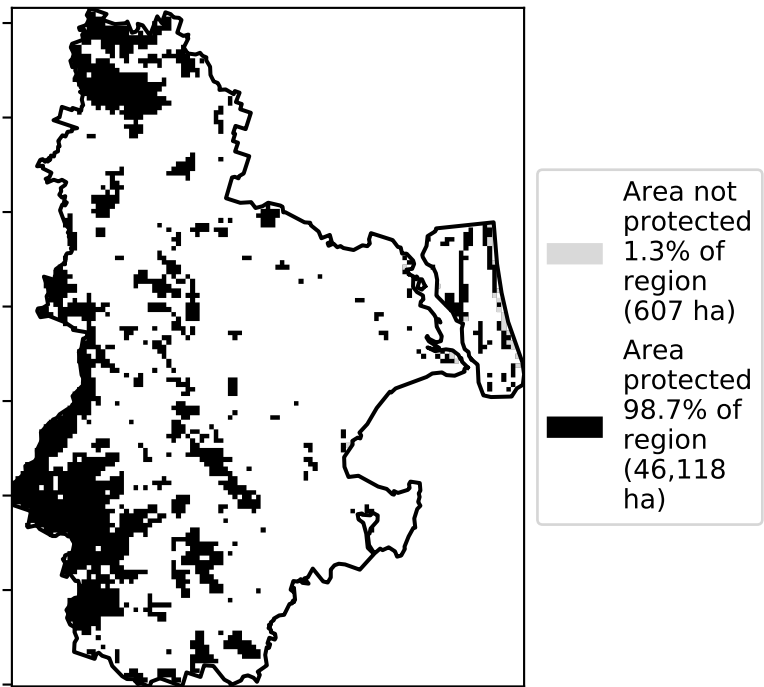 Area not
protected
1.3% of
region
(607 ha)
Area
protected
98.7% of
region
(46,118
ha)